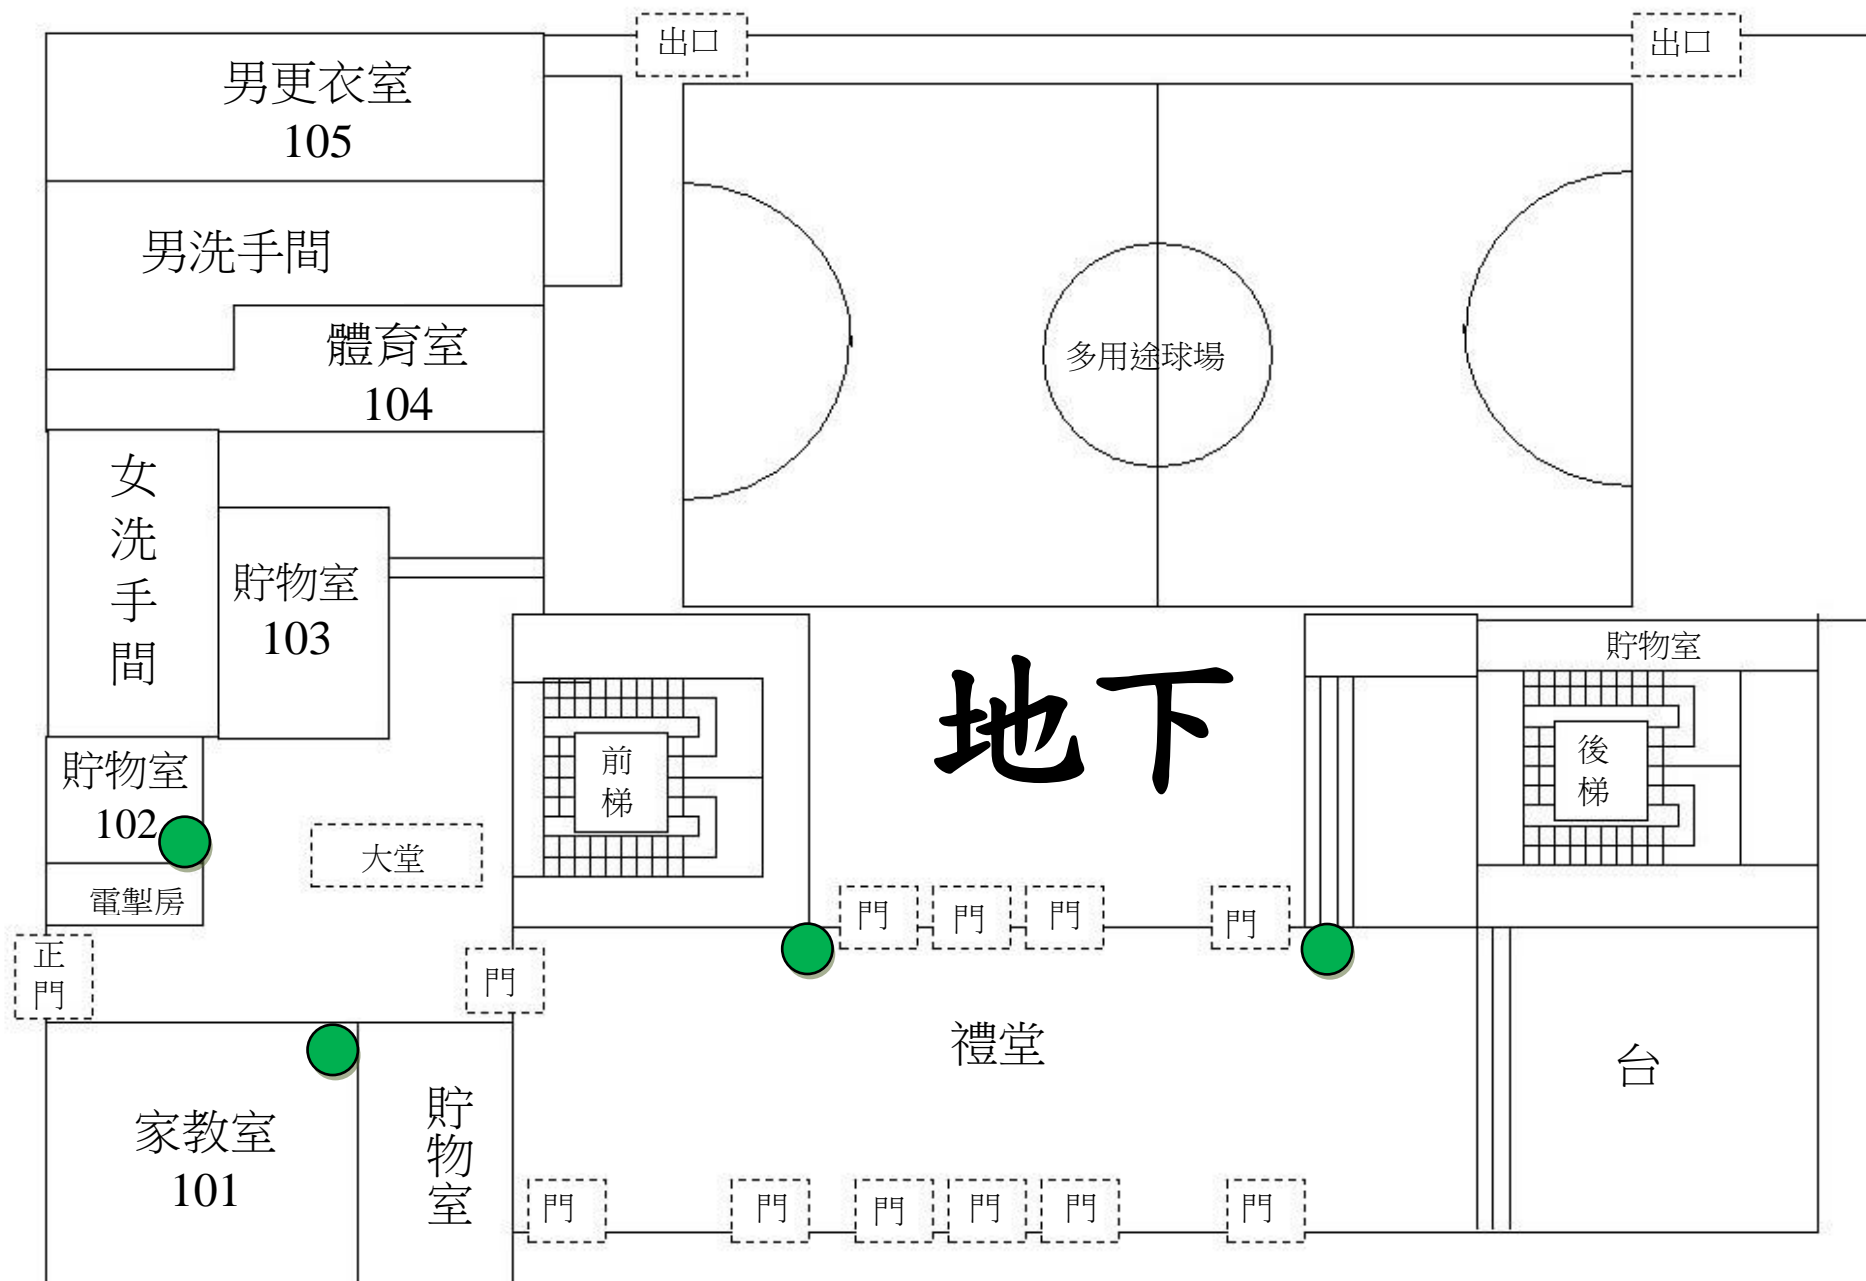 出口
出口
男更衣室
105
男洗手間
體育室
104
多用途球場
女洗手間
貯物室
103
貯物室
地下
前梯
後梯
貯物室
102
大堂
電掣房
門
門
門
門
正門
門
禮堂
台
家教室
101
貯物室
門
門
門
門
門
門